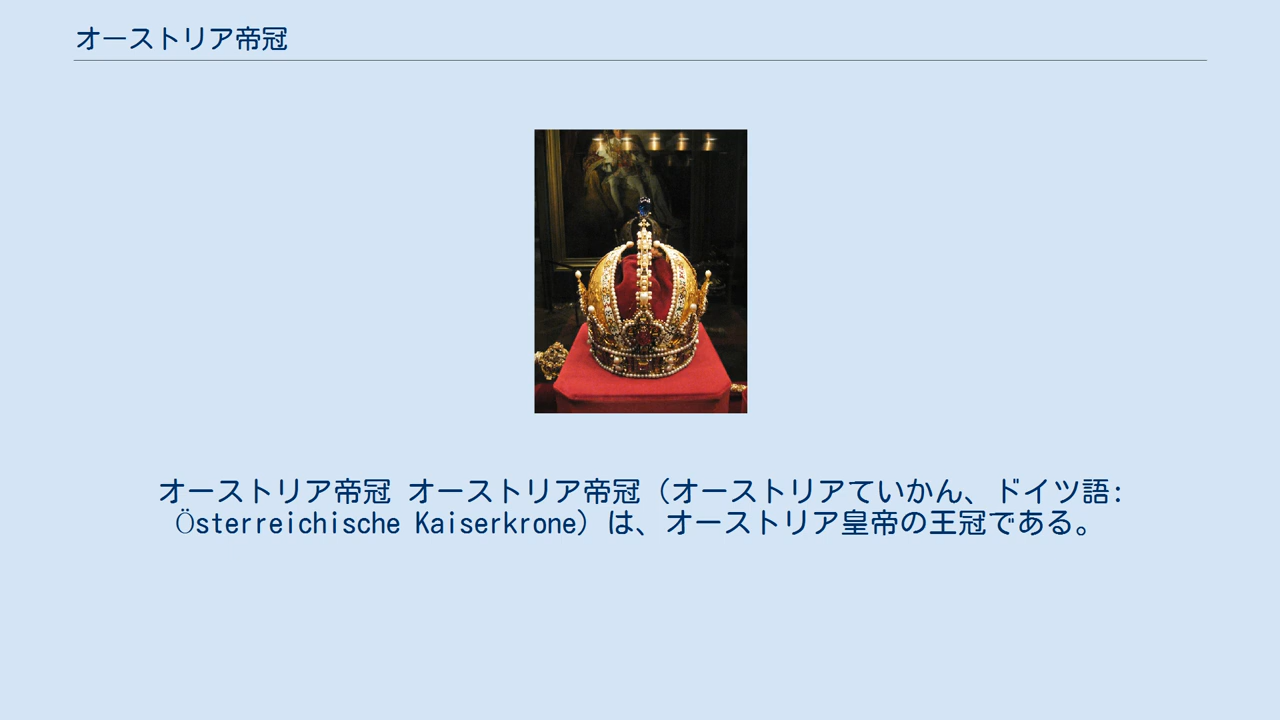 オーストリア帝冠
オーストリア帝冠 オーストリア帝冠（オーストリアていかん、ドイツ語:
Österreichische Kaiserkrone）は、オーストリア皇帝の王冠である。